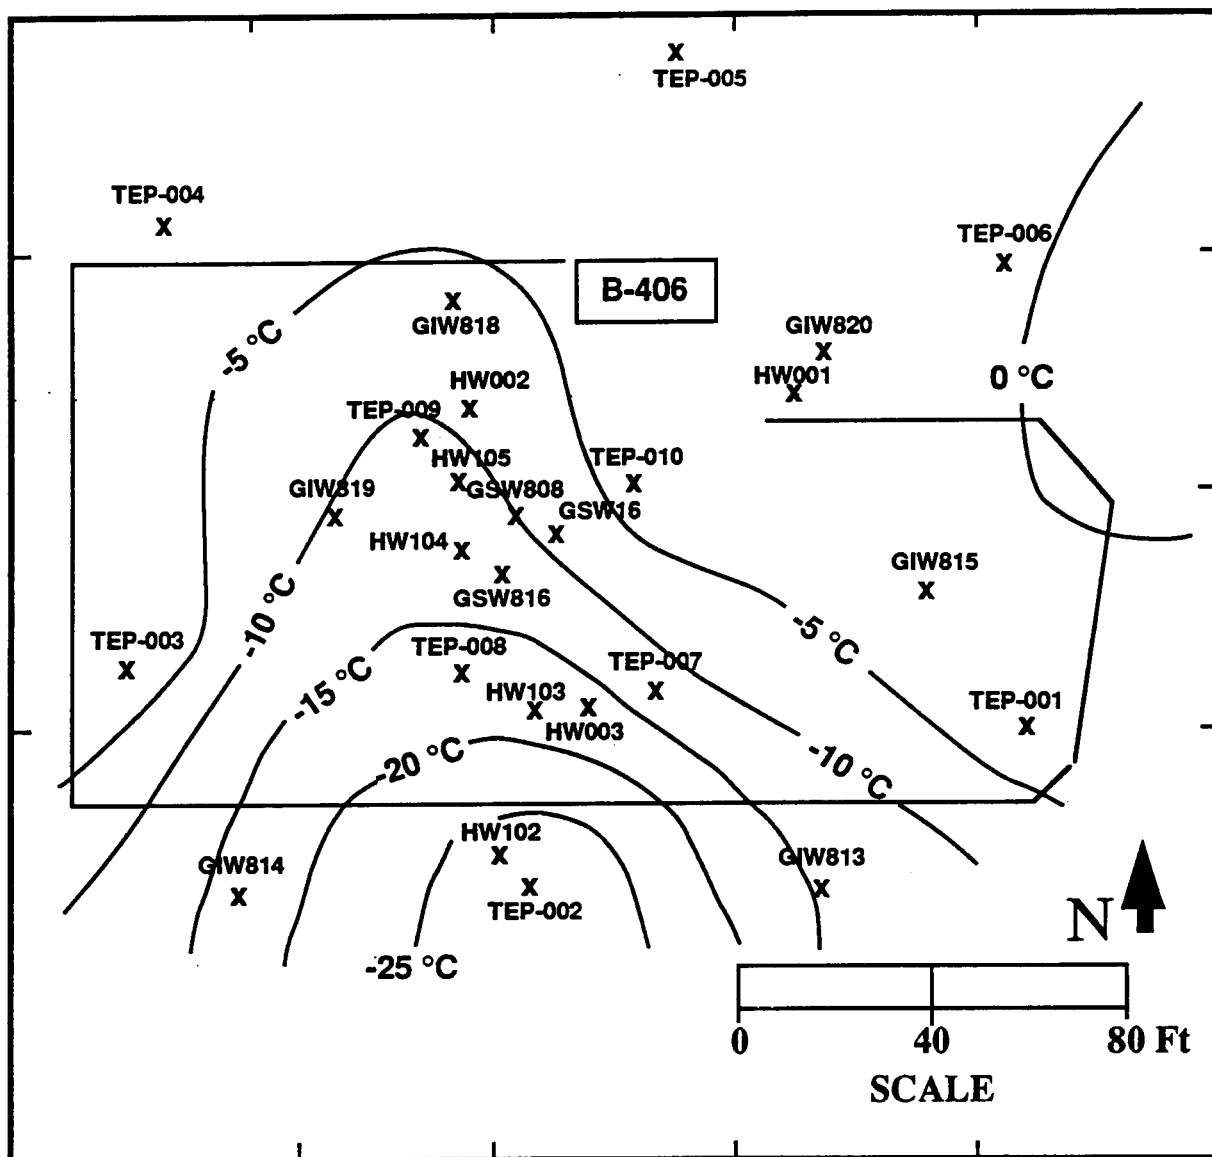 X
TEP-005
TEP-004
X
TEP-006
X
B-406
X
GIW818
-5 °C
GIW820
X
HW001
X
0 °C
HW002
X
TEP-009
X
HW105
X
TEP-010
X
GIW819
X
GSW808
X
GSW16
X
HW104
X
GSW816
X
GIW815
X
-10 °C
-5 °C
TEP-003
X
TEP-008
X
TEP-007
X
-15 °C
HW103
X
X
HW003
TEP-001
X
-20 °C
-10 °C
HW102
X
GIW814
X
X
TEP-002
GIW813
X
-25 °C
N
0 40 80 Ft
SCALE